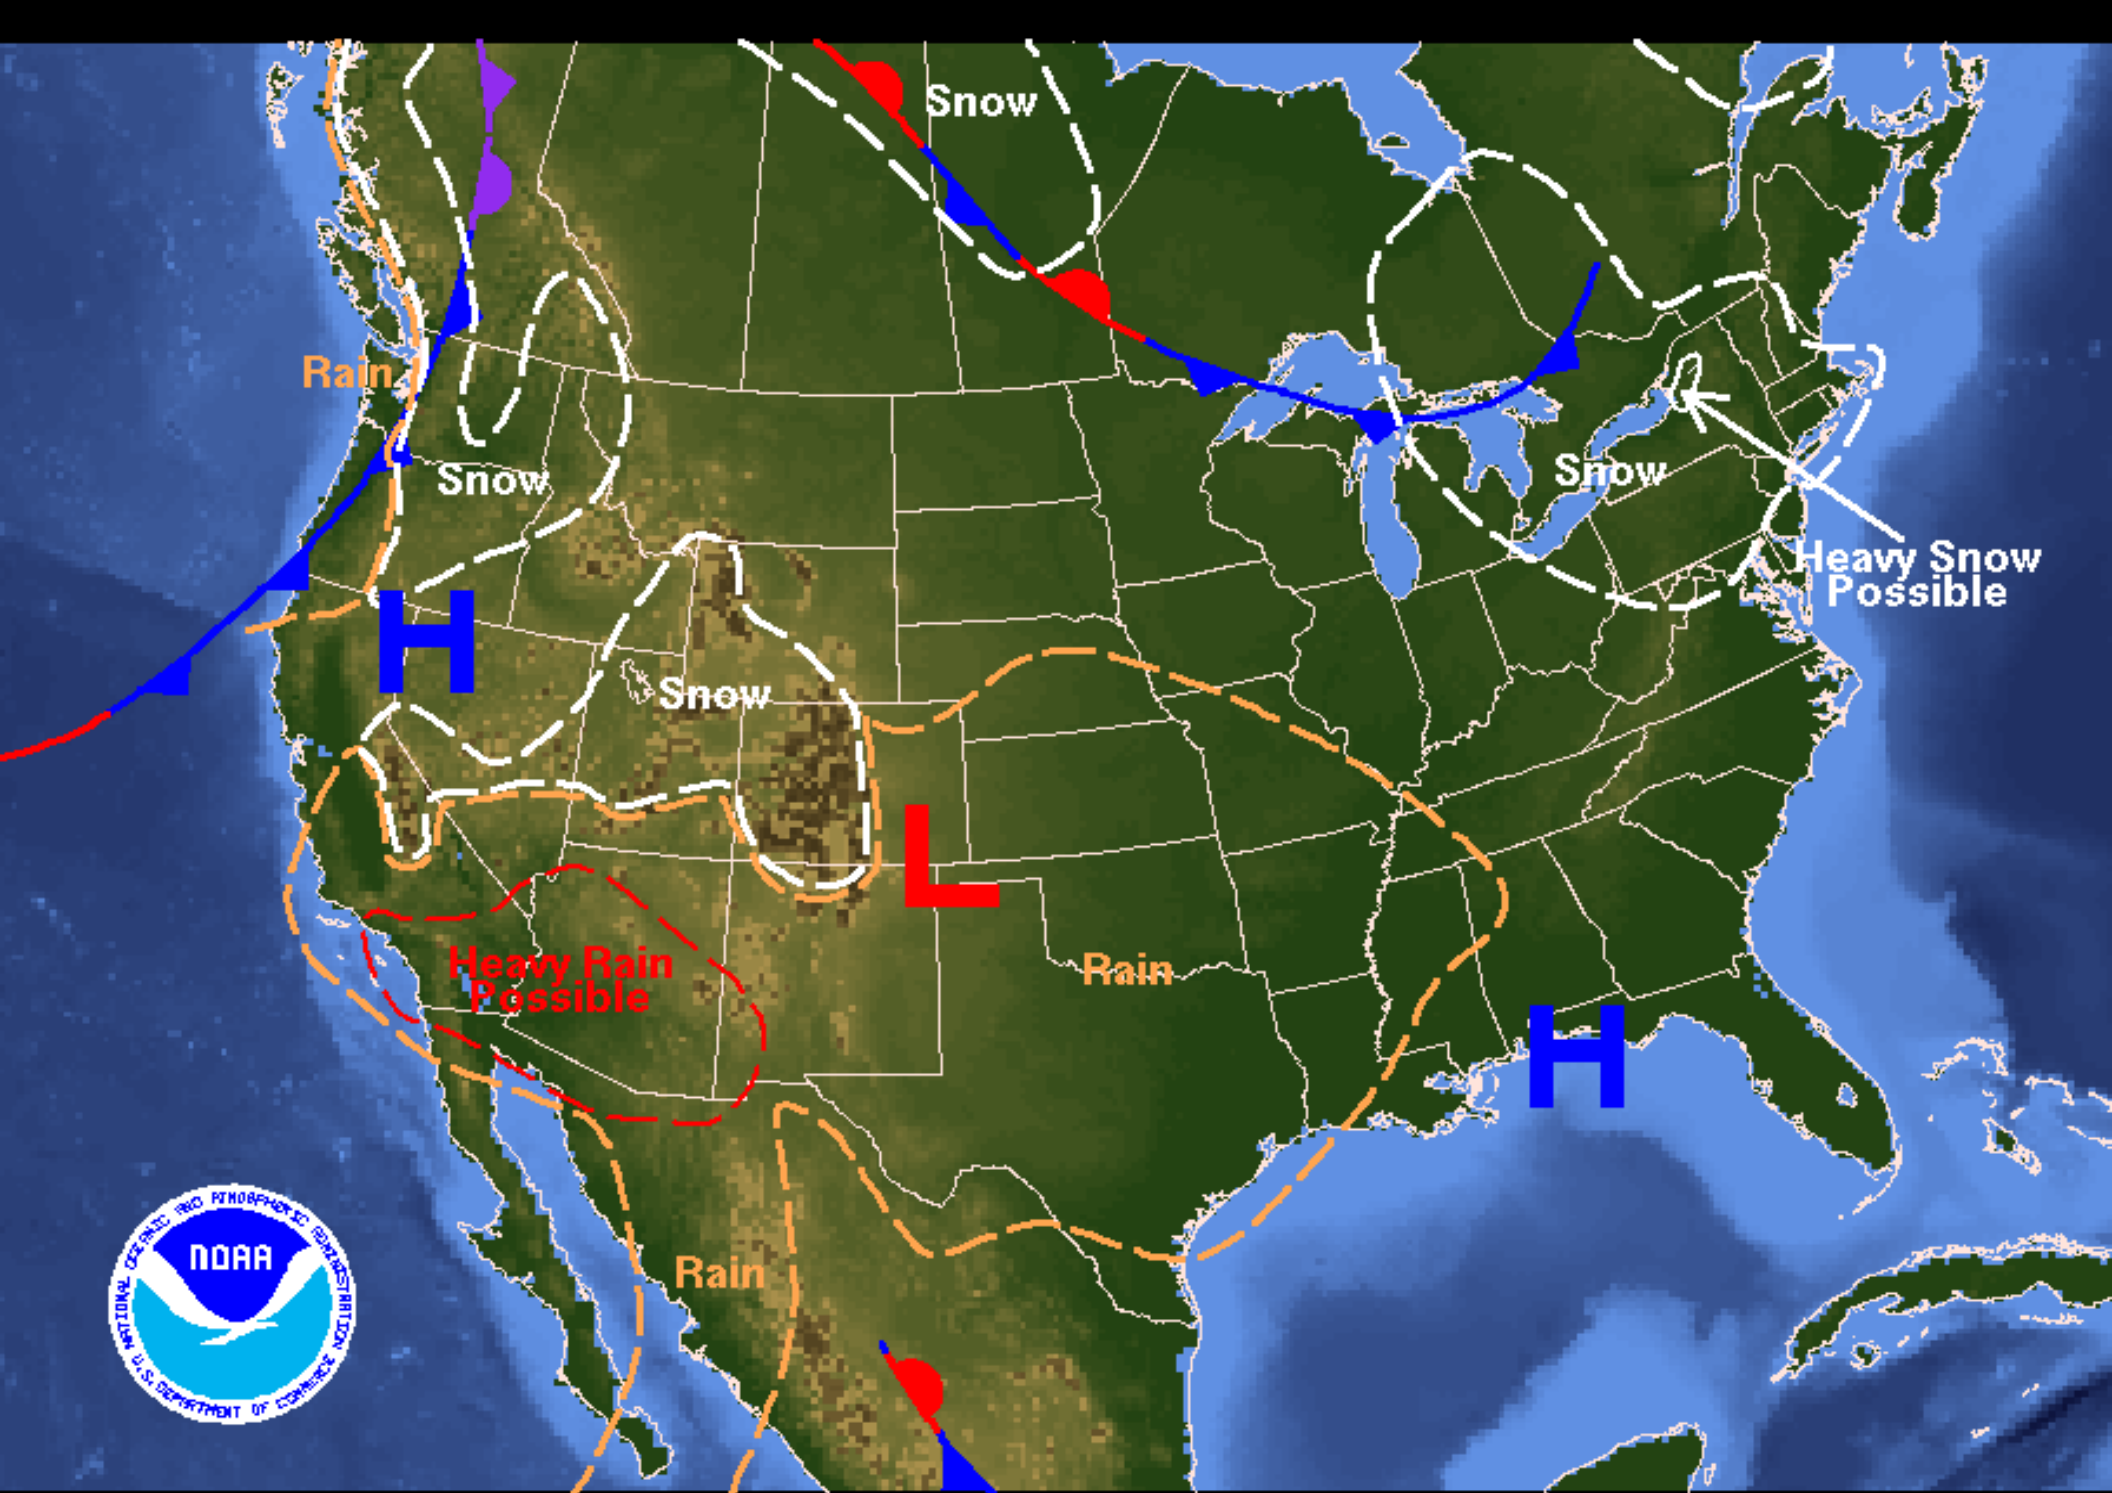 Snow
Rain
Snow
Snow
Heavy Snow
Possible
Snow
H
L
Heavy Rain
Possible
Rain
H
Rain
NATIONAL OCEANIC AND ATMOSPHERIC ADMINISTRATION
NOAA
U.S. DEPARTMENT OF COMMERCE